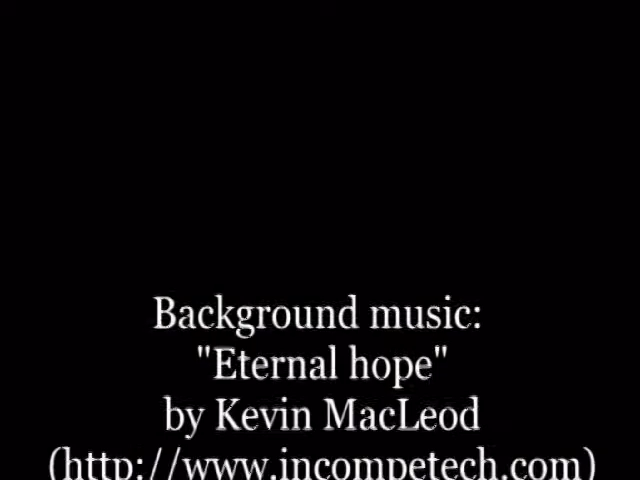 Background music:
"Eternal hope"
by Kevin MacLeod
(http://www.incompetech.com)